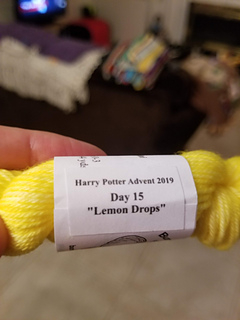 Harry Potter Advent 2019
Day 15
"Lemon Drops"